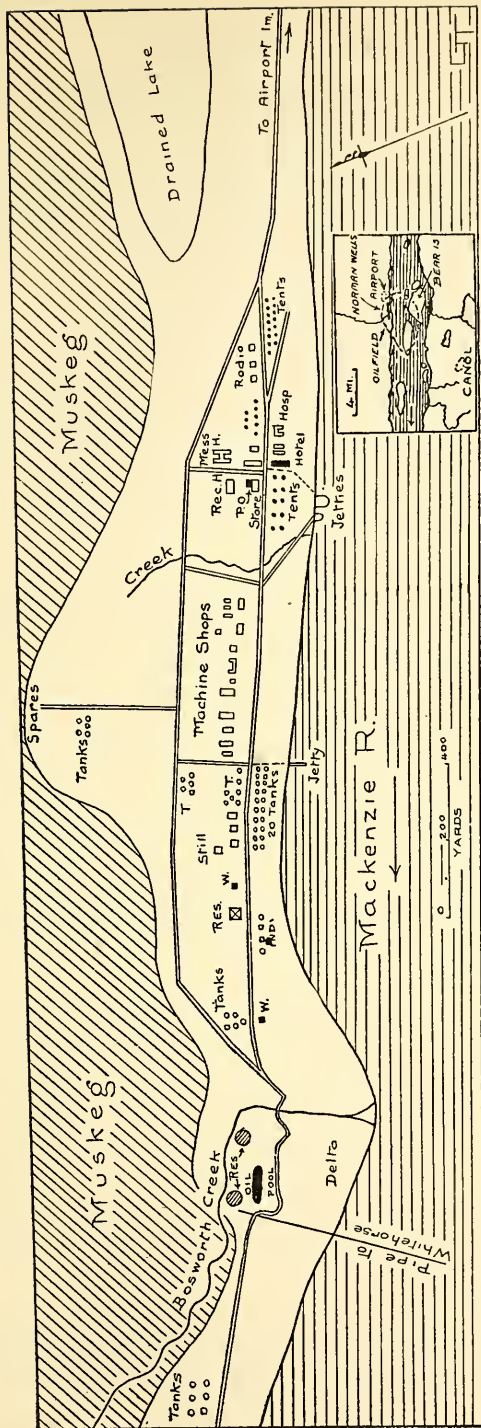 Muskeg
Muskeg
Drained Lake
To Airport Im.
Spares
Tanks
Creek
Bosworth Creek
Tanks
Tanks
RES
OIL
POOL
Pipe to
Whitehorse
Delta
W.
RES.
W.
Still
T
T.
20 Tanks
Jetty
Machine Shops
Rec. H
Mess
H.
P.O.
Store
Radio
Tents
Tents
Hotel
Hosp
Jetties
Mackenzie R.
0 200 400
YARDS
4 MI.
OILFIELD
NORMAN WELLS
AIRPORT
BEAR IS
CANOL